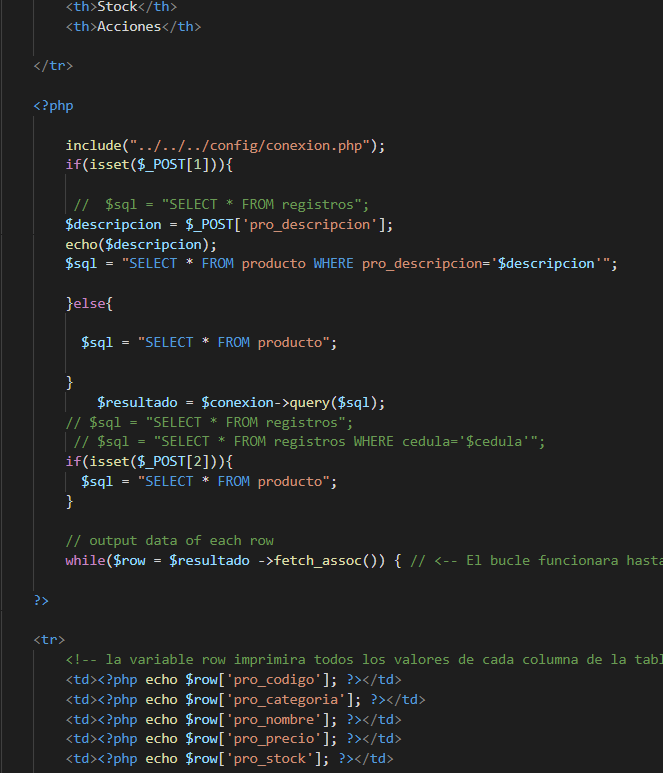 <th>Stock</th>
<th>Acciones</th>
</tr>
<?php
include("../../../config/conexion.php");
if(isset($_POST[1])){
//  $sql = "SELECT * FROM registros";
$descripcion = $_POST['pro_descripcion'];
echo($descripcion);
$sql = "SELECT * FROM producto WHERE pro_descripcion='$descripcion'";
}else{
$sql = "SELECT * FROM producto";
}
$resultado = $conexion->query($sql);
// $sql = "SELECT * FROM registros";
// $sql = "SELECT * FROM registros WHERE cedula='$cedula'";
if(isset($_POST[2])){
$sql = "SELECT * FROM producto";
}
// output data of each row
while($row = $resultado ->fetch_assoc()) { // <-- El bucle funcionara hasta
?>
<tr>
<!-- la variable row imprimira todos los valores de cada columna de la tabl
<td><?php echo $row['pro_codigo']; ?></td>
<td><?php echo $row['pro_categoria']; ?></td>
<td><?php echo $row['pro_nombre']; ?></td>
<td><?php echo $row['pro_precio']; ?></td>
<td><?php echo $row['pro_stock']; ?></td>